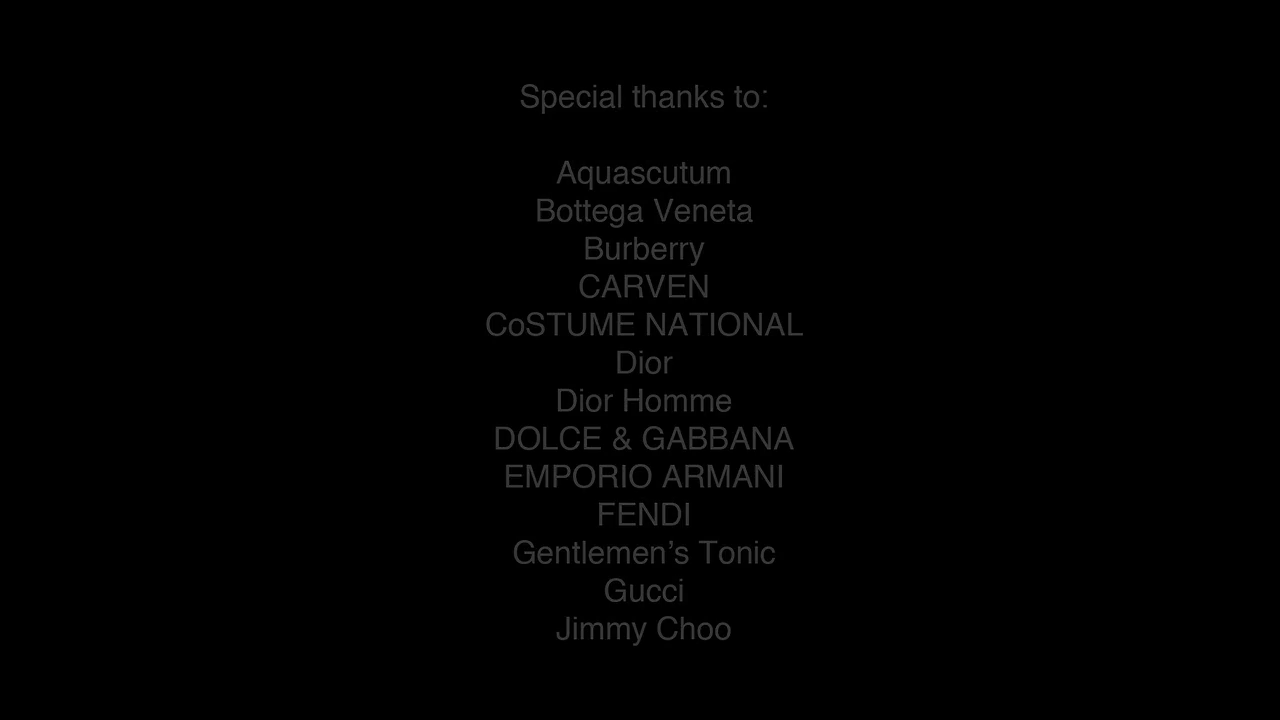 Special thanks to:
Aquascutum
Bottega Veneta
Burberry
CARVEN
CoSTUME NATIONAL
Dior
Dior Homme
DOLCE & GABBANA
EMPORIO ARMANI
FENDI
Gentlemen’s Tonic
Gucci
Jimmy Choo